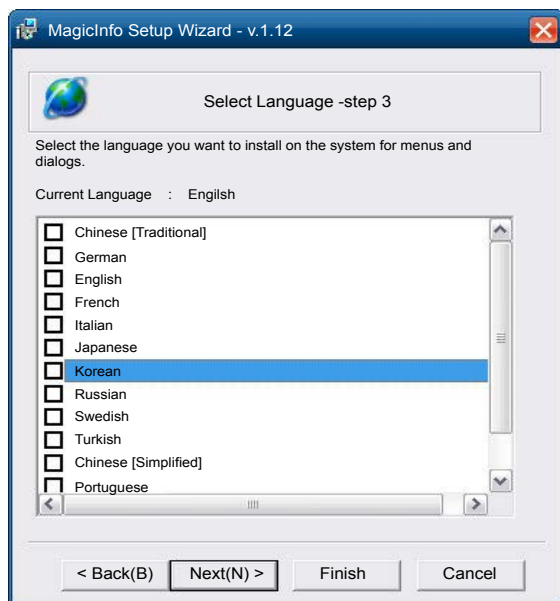 MagicInfo Setup Wizard - v.1.12
Select Language -step 3
Select the language you want to install on the system for menus and
dialogs.
Current Language : Engilsh
Chinese [Traditional]
German
English
French
Italian
Japanese
Korean
Russian
Swedish
Turkish
Chinese [Simplified]
Portuguese
< Back(B) Next(N) > Finish Cancel